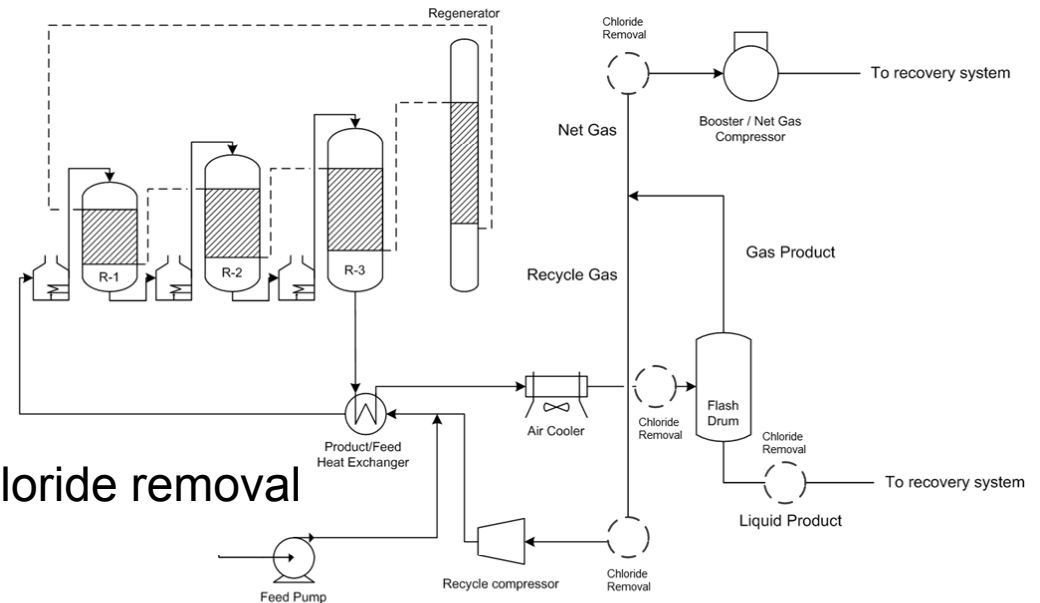 Regenerator
Chloride
Removal
To recovery system
Booster / Net Gas
Compressor
Net Gas
R-1
R-2
R-3
Recycle Gas
Gas Product
Flash
Drum
Air Cooler
Chloride
Removal
Chloride
Removal
Product/Feed
Heat Exchanger
loride removal
To recovery system
Liquid Product
Recycle compressor
Chloride
Removal
Feed Pump